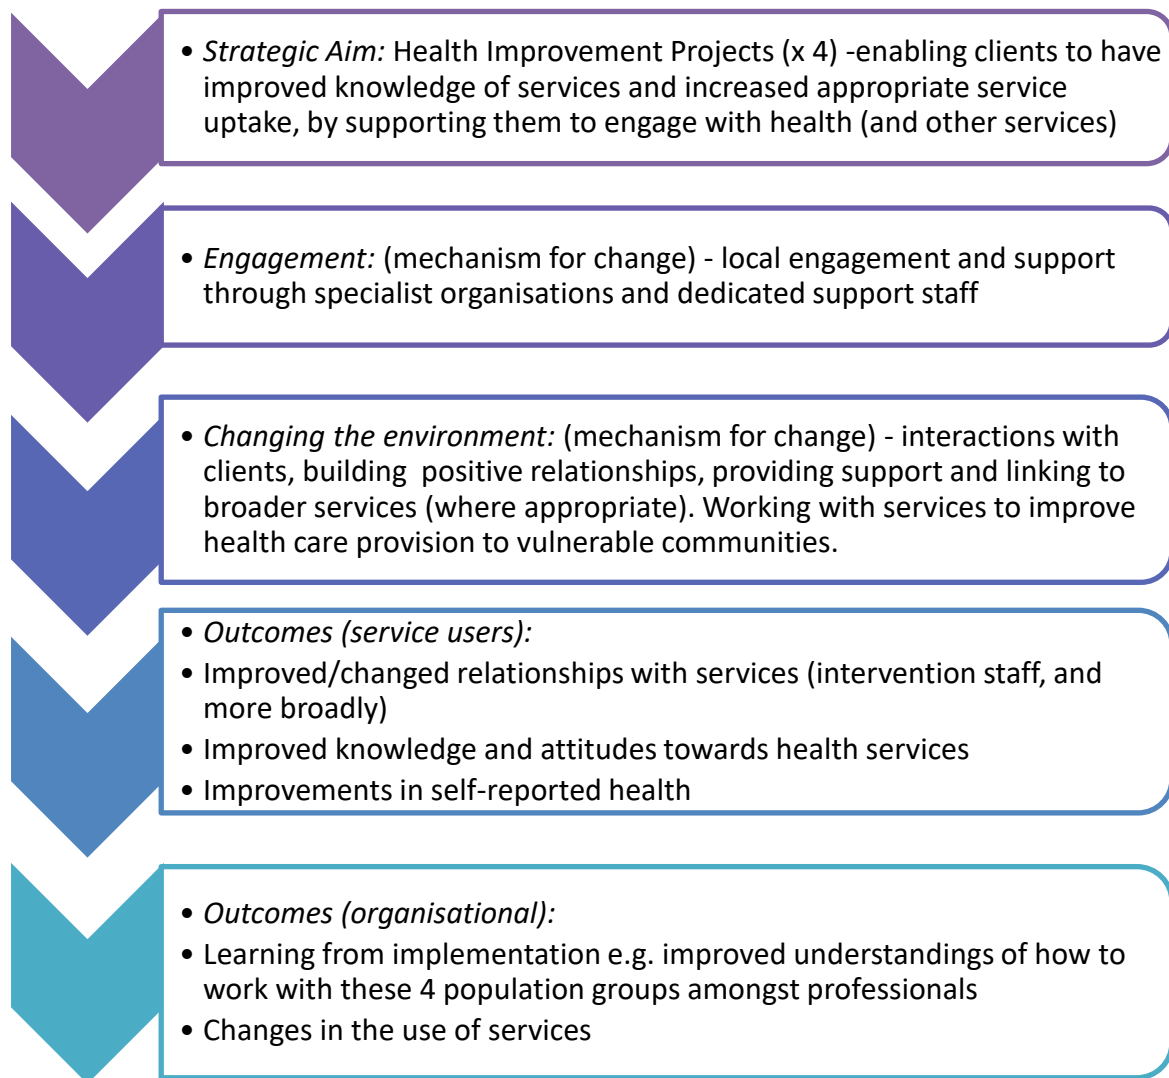 • Strategic Aim: Health Improvement Projects (x 4) -enabling clients to have
improved knowledge of services and increased appropriate service
uptake, by supporting them to engage with health (and other services)
• Engagement: (mechanism for change) - local engagement and support
through specialist organisations and dedicated support staff
• Changing the environment: (mechanism for change) - interactions with
clients, building  positive relationships, providing support and linking to
broader services (where appropriate). Working with services to improve
health care provision to vulnerable communities.
• Outcomes (service users):
• Improved/changed relationships with services (intervention staff, and
more broadly)
• Improved knowledge and attitudes towards health services
• Improvements in self-reported health
• Outcomes (organisational):
• Learning from implementation e.g. improved understandings of how to
work with these 4 population groups amongst professionals
• Changes in the use of services